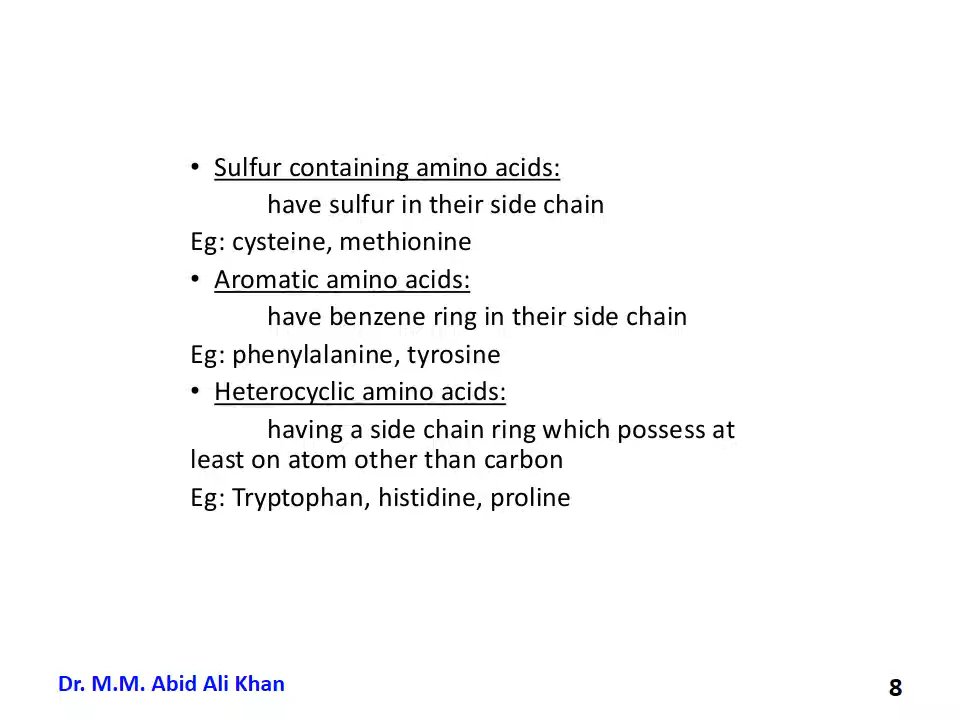 • Sulfur containing amino acids:
have sulfur in their side chain
Eg: cysteine, methionine
• Aromatic amino acids:
have benzene ring in their side chain
Eg: phenylalanine, tyrosine
• Heterocyclic amino acids:
having a side chain ring which possess at
least on atom other than carbon
Eg: Tryptophan, histidine, proline
Dr. M.M. Abid Ali Khan
8